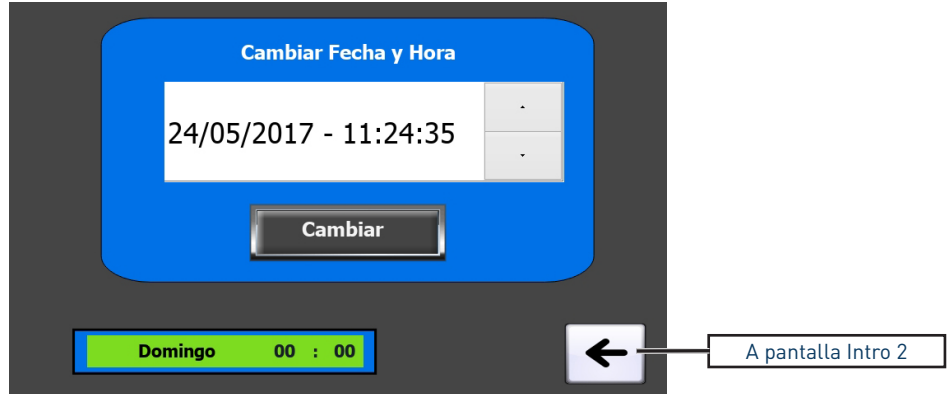 Cambiar Fecha y Hora
24/05/2017 - 11:24:35
Cambiar
Domingo 00 : 00
A pantalla Intro 2